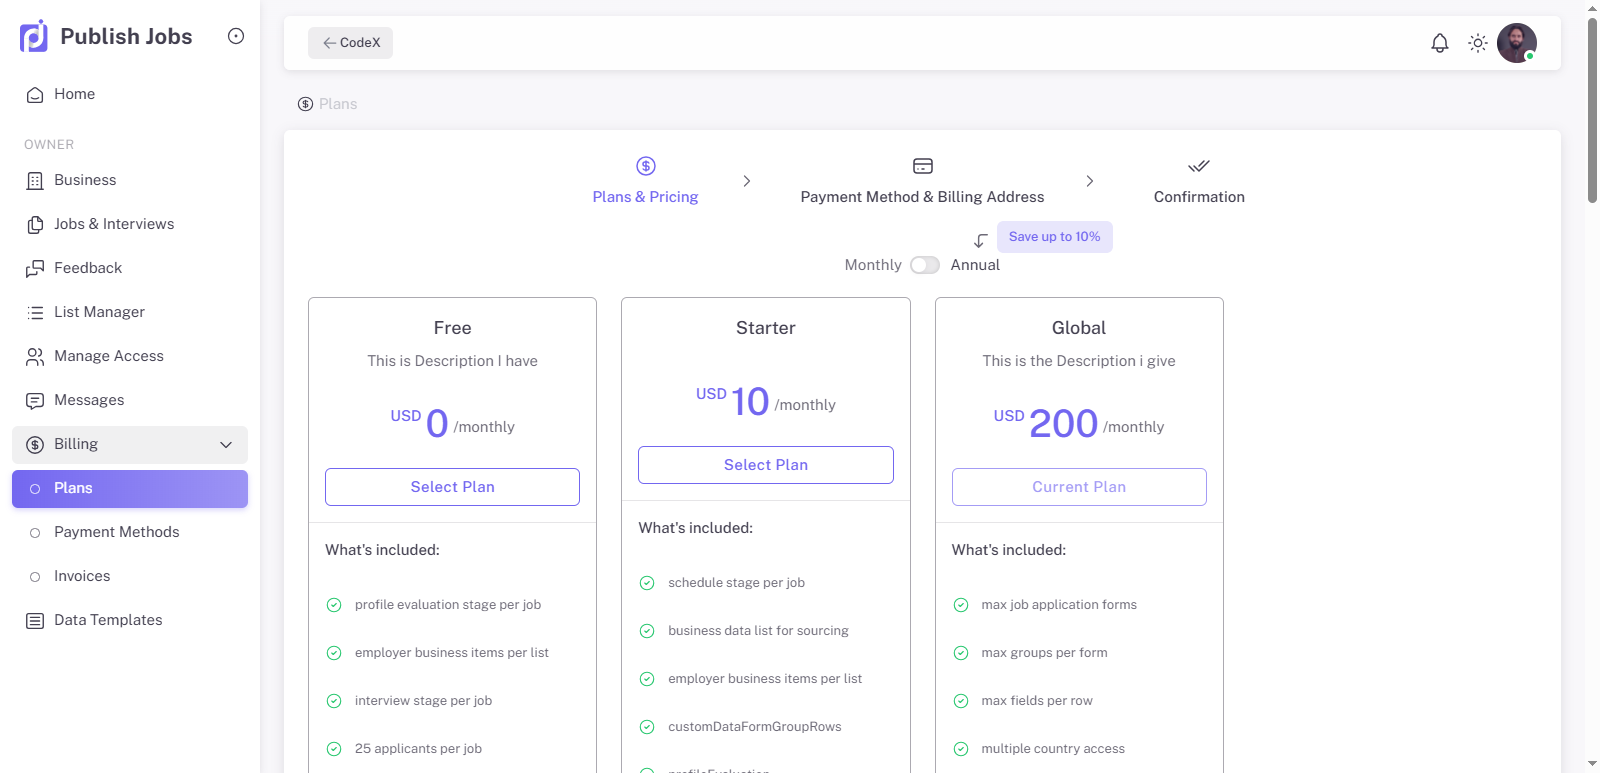 Publish Jobs
Home
OWNER
Business
Jobs & Interviews
Feedback
List Manager
Manage Access
Messages
Billing
Plans
Payment Methods
Invoices
Data Templates
CodeX
Plans
Plans & Pricing
Payment Method & Billing Address
Confirmation
Save up to 10%
Monthly
Annual
Free
This is Description I have
USD 0 /monthly
Select Plan
What's included:
profile evaluation stage per job
employer business items per list
interview stage per job
25 applicants per job
Starter
USD 10 /monthly
Select Plan
What's included:
schedule stage per job
business data list for sourcing
employer business items per list
customDataFormGroupRows
profileEvaluation
Global
This is the Description i give
USD 200 /monthly
Current Plan
What's included:
max job application forms
max groups per form
max fields per row
multiple country access